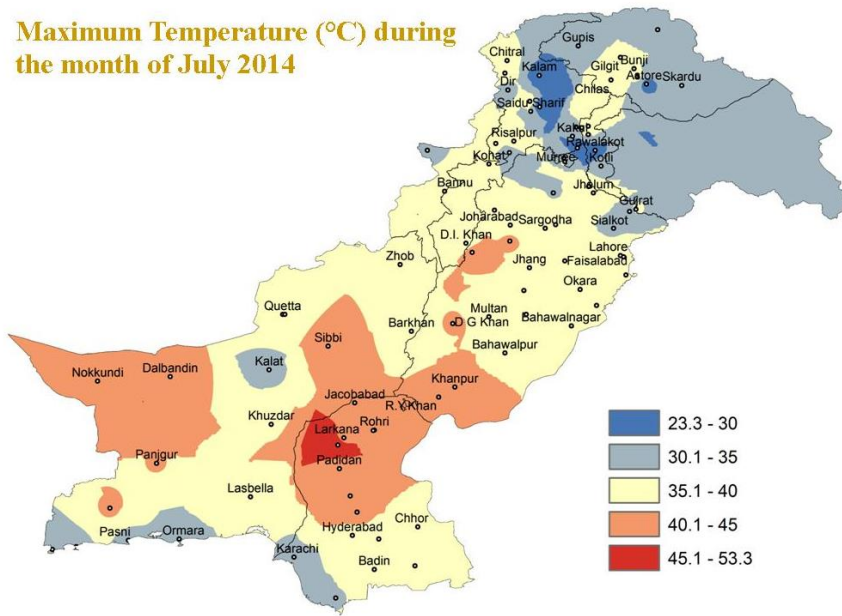 Maximum Temperature (°C) during
the month of July 2014
Gupis
Chitral
Kalam
Gilgit
Bunji
Dir
Astore
Skardu
Chilas
Saidu Sharif
Kakul
Risalpur
Rawalakot
Kohat
Murree
Kotli
Bannu
Jhelum
Gujrat
Joharabad
Sargodha
Sialkot
D.I. Khan
Lahore
Zhob
Jhang
Faisalabad
Okara
Quetta
Multan
Barkhan
D G Khan
Bahawalnagar
Sibbi
Bahawalpur
Kalat
Nokkundi
Dalbandin
Khanpur
Jacobabad
R.Y.Khan
Khuzdar
Larkana
Rohri
Panjgur
Padidan
Lasbella
Pasni
Ormara
Hyderabad
Chhor
Karachi
Badin
23.3 - 30
30.1 - 35
35.1 - 40
40.1 - 45
45.1 - 53.3